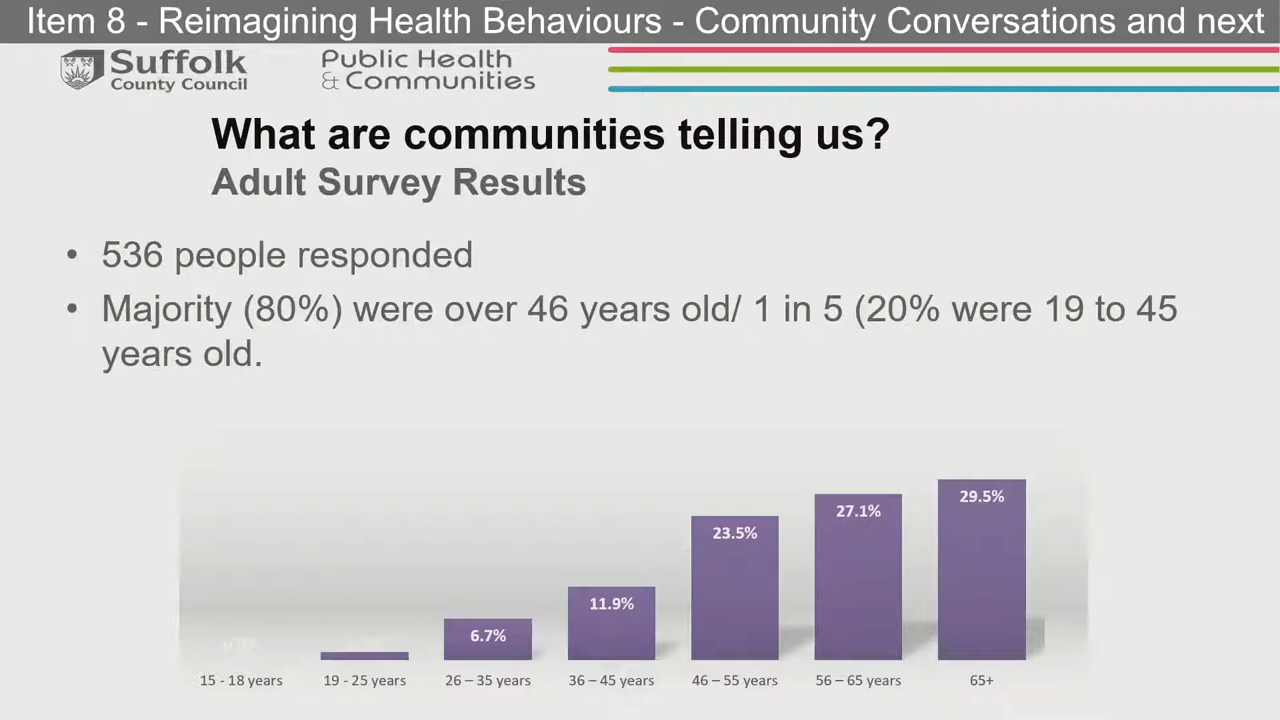 Item 8 - Reimagining Health Behaviours - Community Conversations and next
Suffolk
County Council
Public Health
& Communities
What are communities telling us?
Adult Survey Results
• 536 people responded
• Majority (80%) were over 46 years old/ 1 in 5 (20% were 19 to 45
years old.
6.7%
11.9%
23.5%
27.1%
29.5%
15 - 18 years
19 - 25 years
26 – 35 years
36 – 45 years
46 – 55 years
56 – 65 years
65+